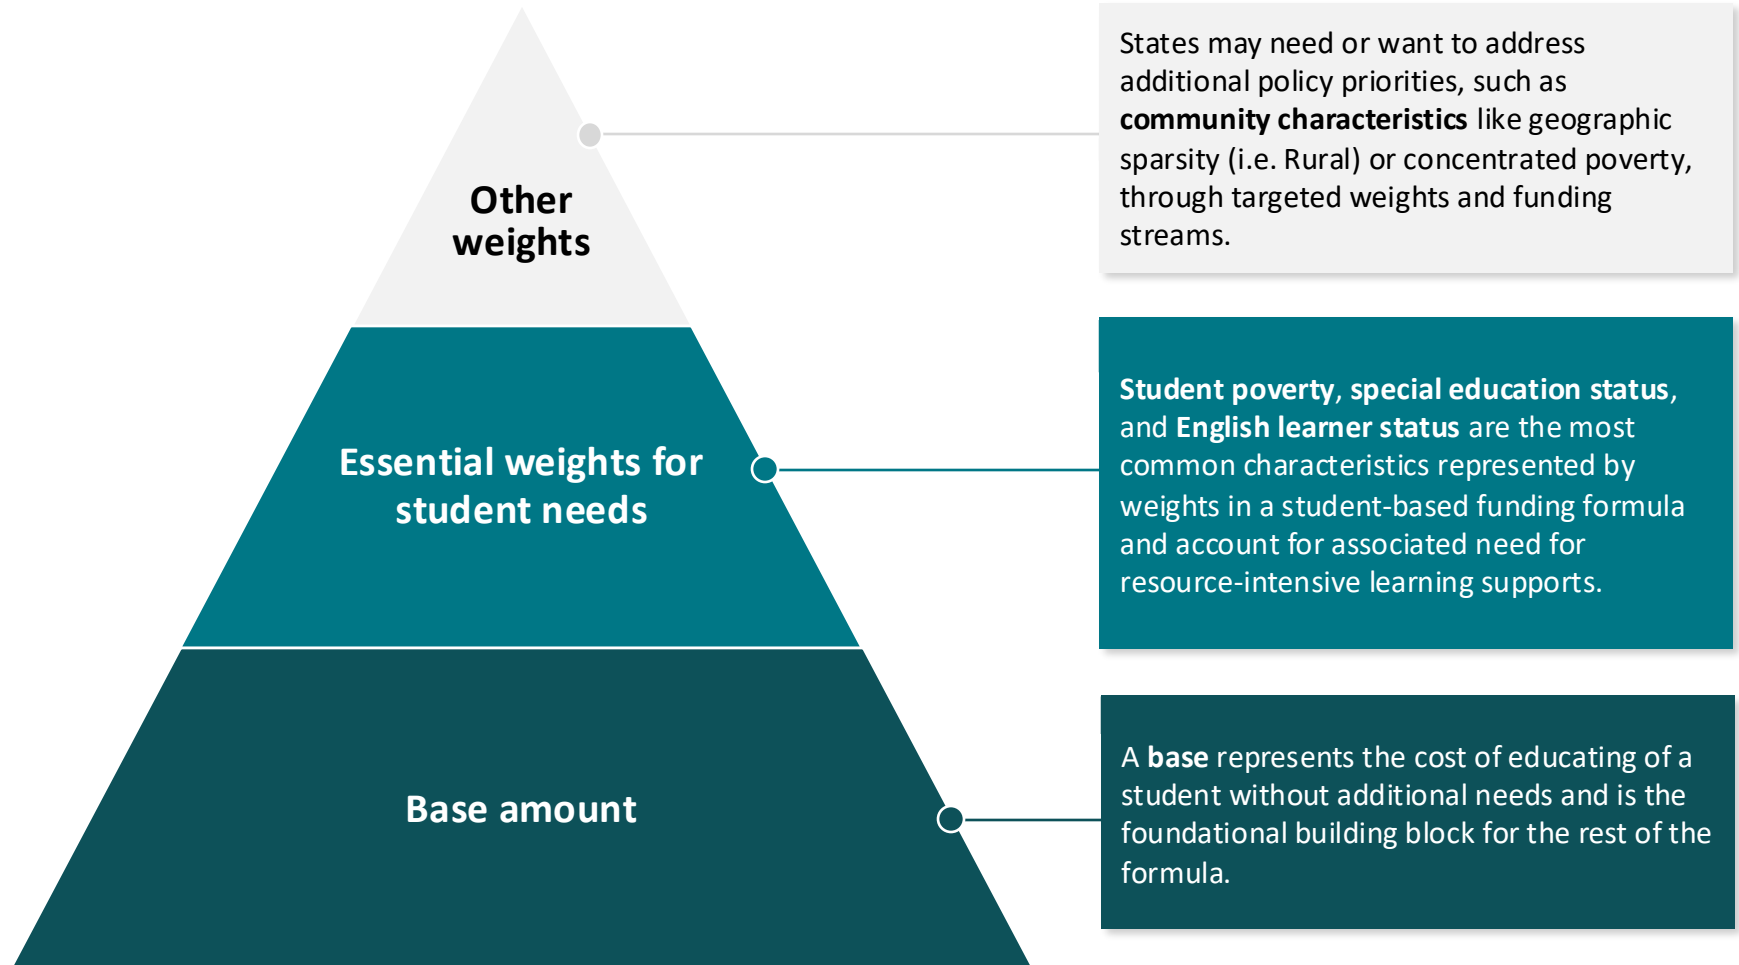 Other
weights
States may need or want to address
additional policy priorities, such as
community characteristics like geographic
sparsity (i.e. Rural) or concentrated poverty,
through targeted weights and funding
streams.
Essential weights for
student needs
Student poverty, special education status,
and English learner status are the most
common characteristics represented by
weights in a student-based funding formula
and account for associated need for
resource-intensive learning supports.
Base amount
A base represents the cost of educating of a
student without additional needs and is the
foundational building block for the rest of the
formula.